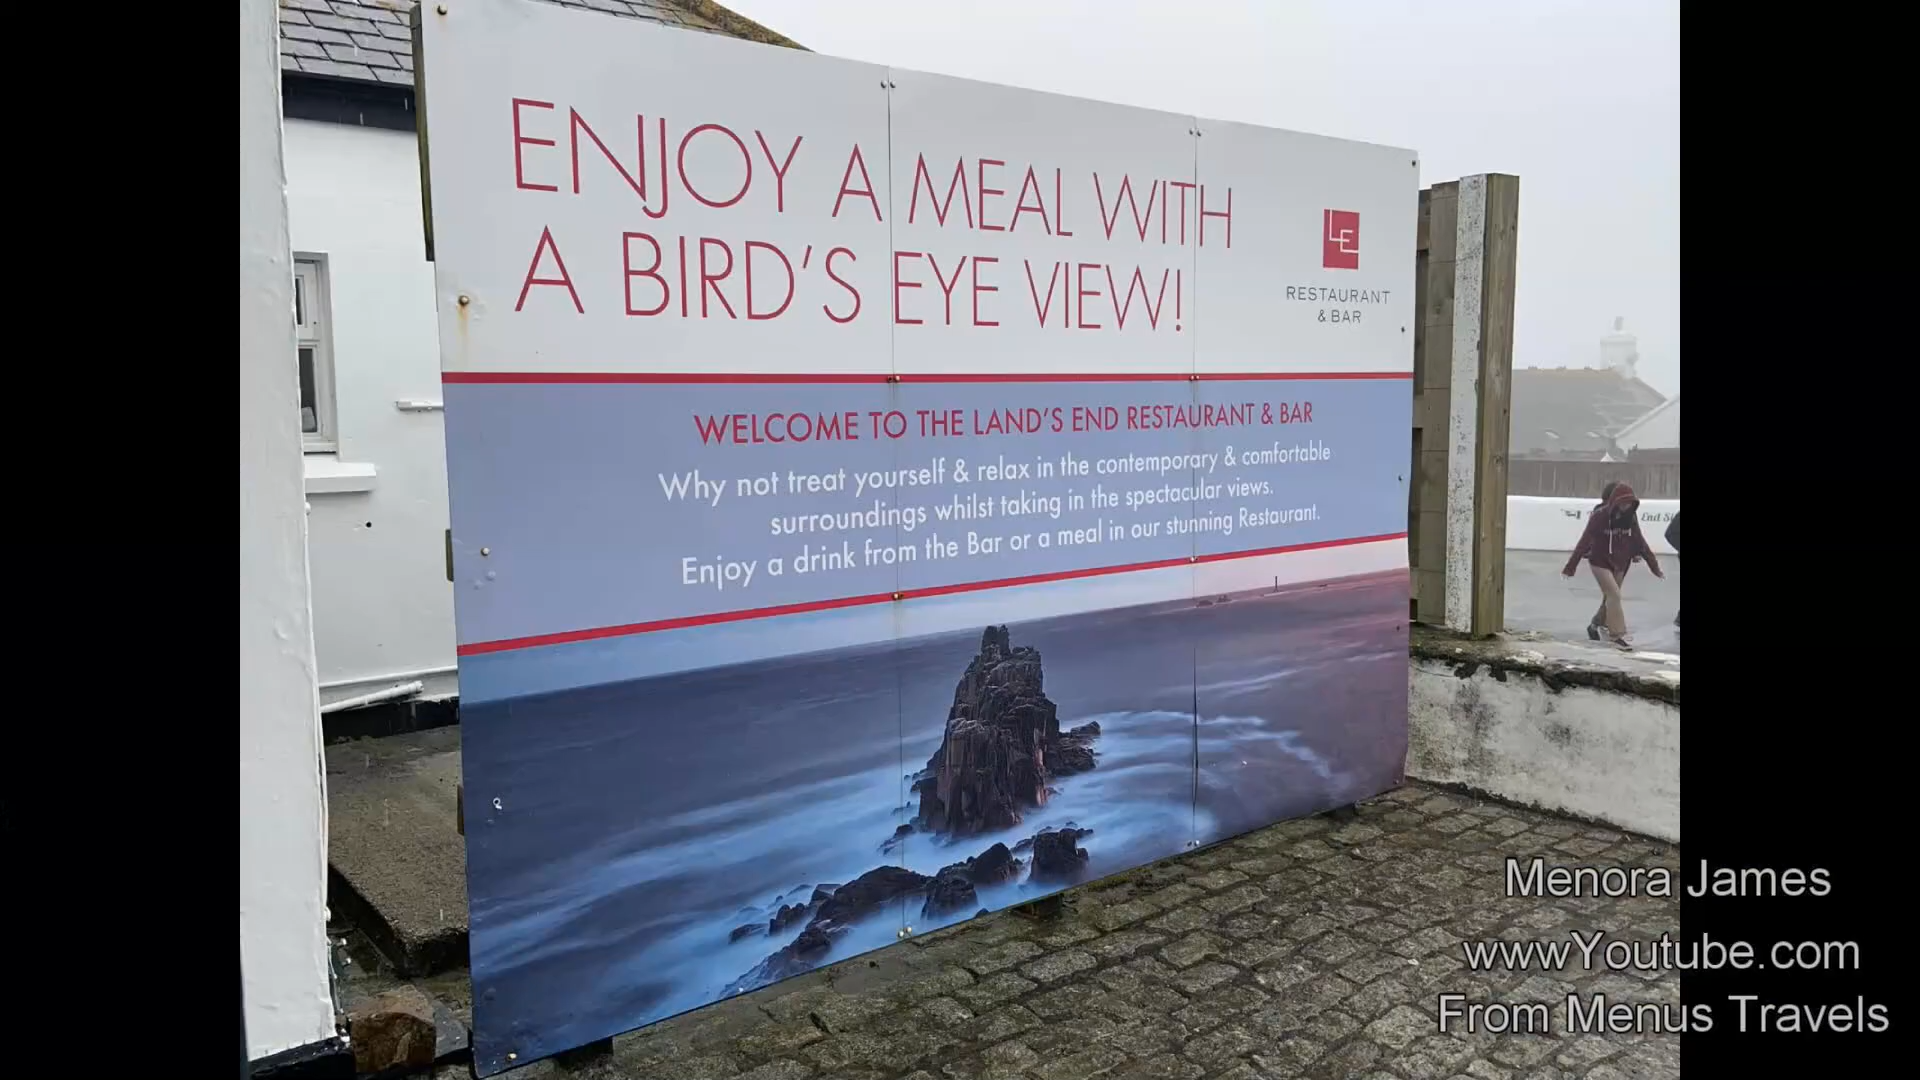 ENJOY A MEAL WITH
A BIRD'S EYE VIEW!
LE
RESTAURANT
& BAR
WELCOME TO THE LAND'S END RESTAURANT & BAR
Why not treat yourself & relax in the contemporary & comfortable
surroundings whilst taking in the spectacular views.
Enjoy a drink from the Bar or a meal in our stunning Restaurant.
End
Menora James
wwwYoutube.com
From Menus Travels